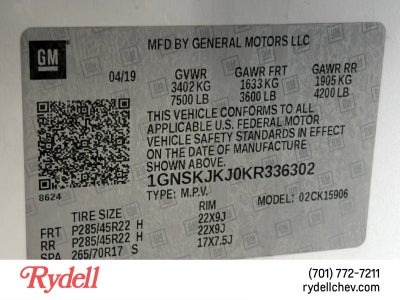 GM
MFD BY GENERAL MOTORS LLC
04/19 GVWR GAWR FRT GAWR RR
3402 KG 1633 KG 1905 KG
7500 LB 3600 LB 4200 LB
THIS VEHICLE CONFORMS TO ALL
APPLICABLE U.S. FEDERAL MOTOR
VEHICLE SAFETY STANDARDS IN EFFECT
ON THE DATE OF MANUFACTURE
SHOWN ABOVE.
1GNSKJKJ0KR336302
8624
TYPE: M.P.V. MODEL: 02CK15906
TIRE SIZE RIM
FRT P285/45R22 H 22X9J
RR P285/45R22 H 22X9J
SPA 265/70R17 S 17X7.5J
Rydell
(701) 772-7211
rydellchev.com